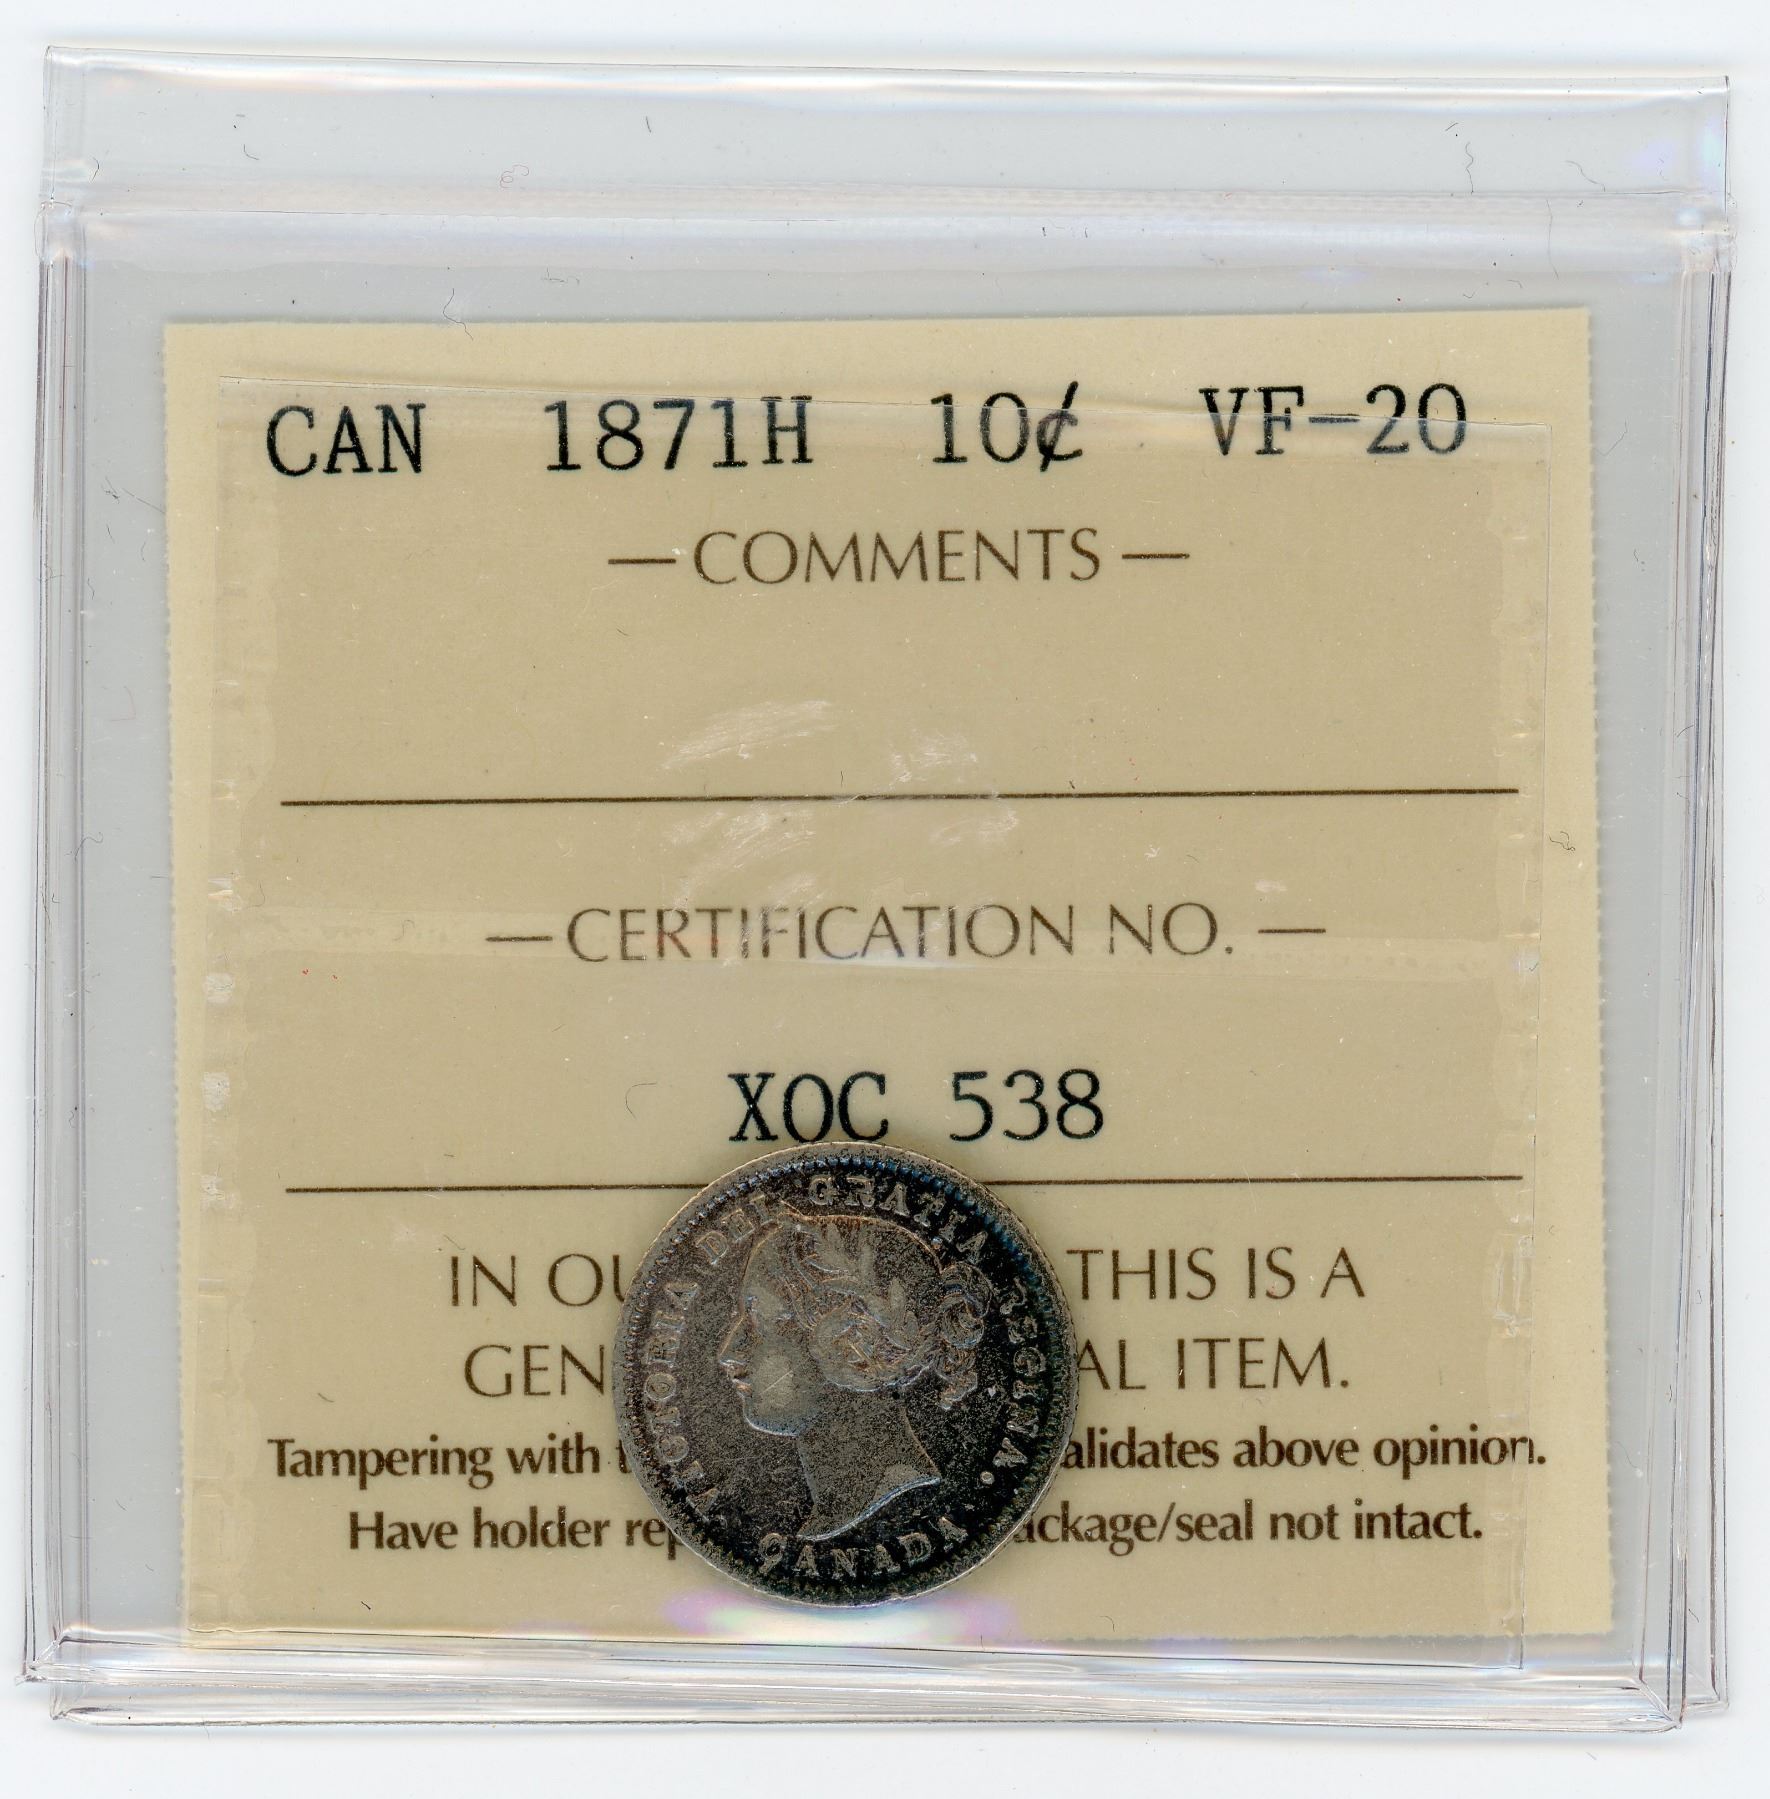 CAN 1871H 10¢ VF-20
— COMMENTS —
— CERTIFICATION NO. —
XOC 538
IN OU THIS IS A
GEN AL ITEM.
Tampering with t alidates above opinion.
Have holder rep ackage/seal not intact.
VICTORIA DEI GRATIA REGINA.
CANADA